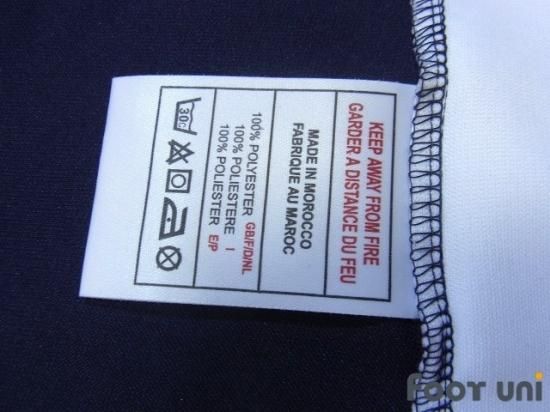 KEEP AWAY FROM FIRE
GARDER A DISTANCE DU FEU
MADE IN MOROCCO
FABRIQUE AU MAROC
100% POLYESTER GB/F/D/NL
100% POLIESTERE I
100% POLIESTER E/P
30c
FOOT UNI